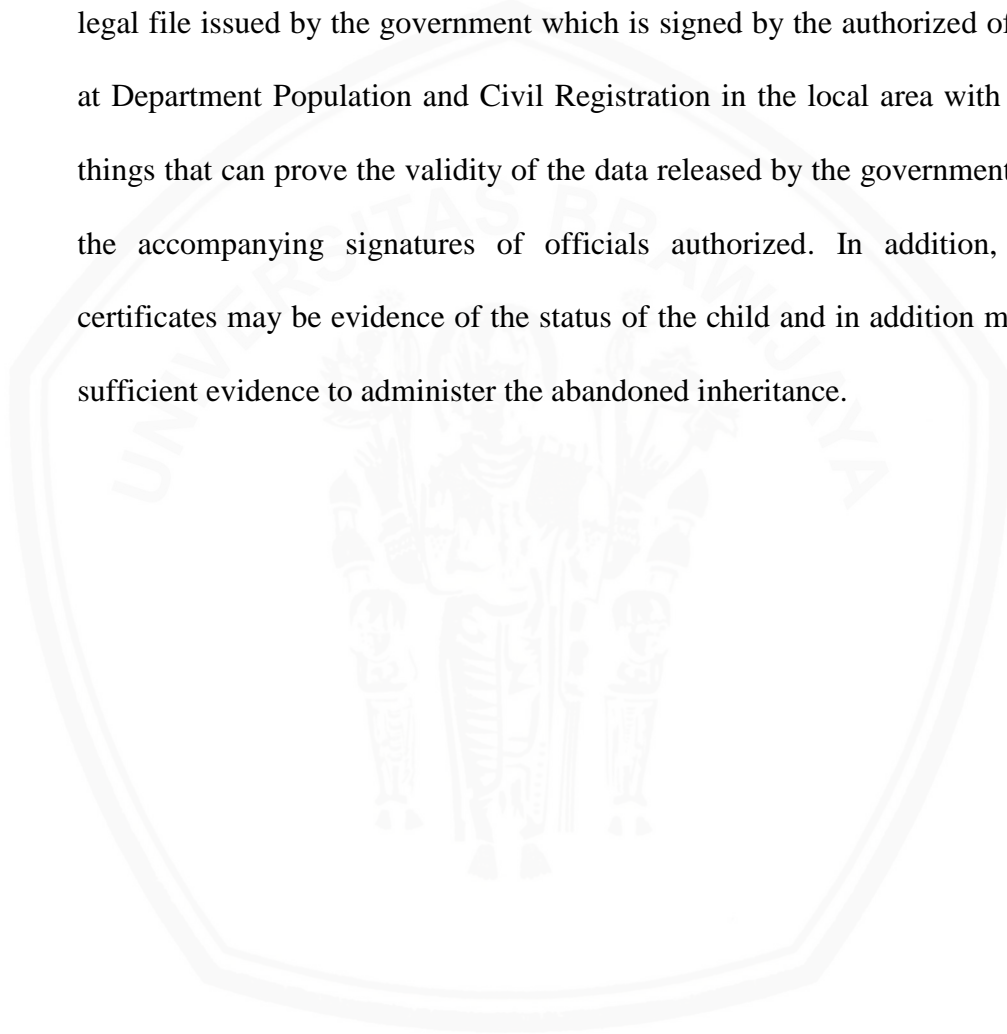 legal file issued by the government which is signed by the authorized
at Department Population and Civil Registration in the local area with
things that can prove the validity of the data released by the government
the accompanying signatures of officials authorized. In addition,
certificates may be evidence of the status of the child and in addition
sufficient evidence to administer the abandoned inheritance.
UNIVERSITAS BRAWIJAYA